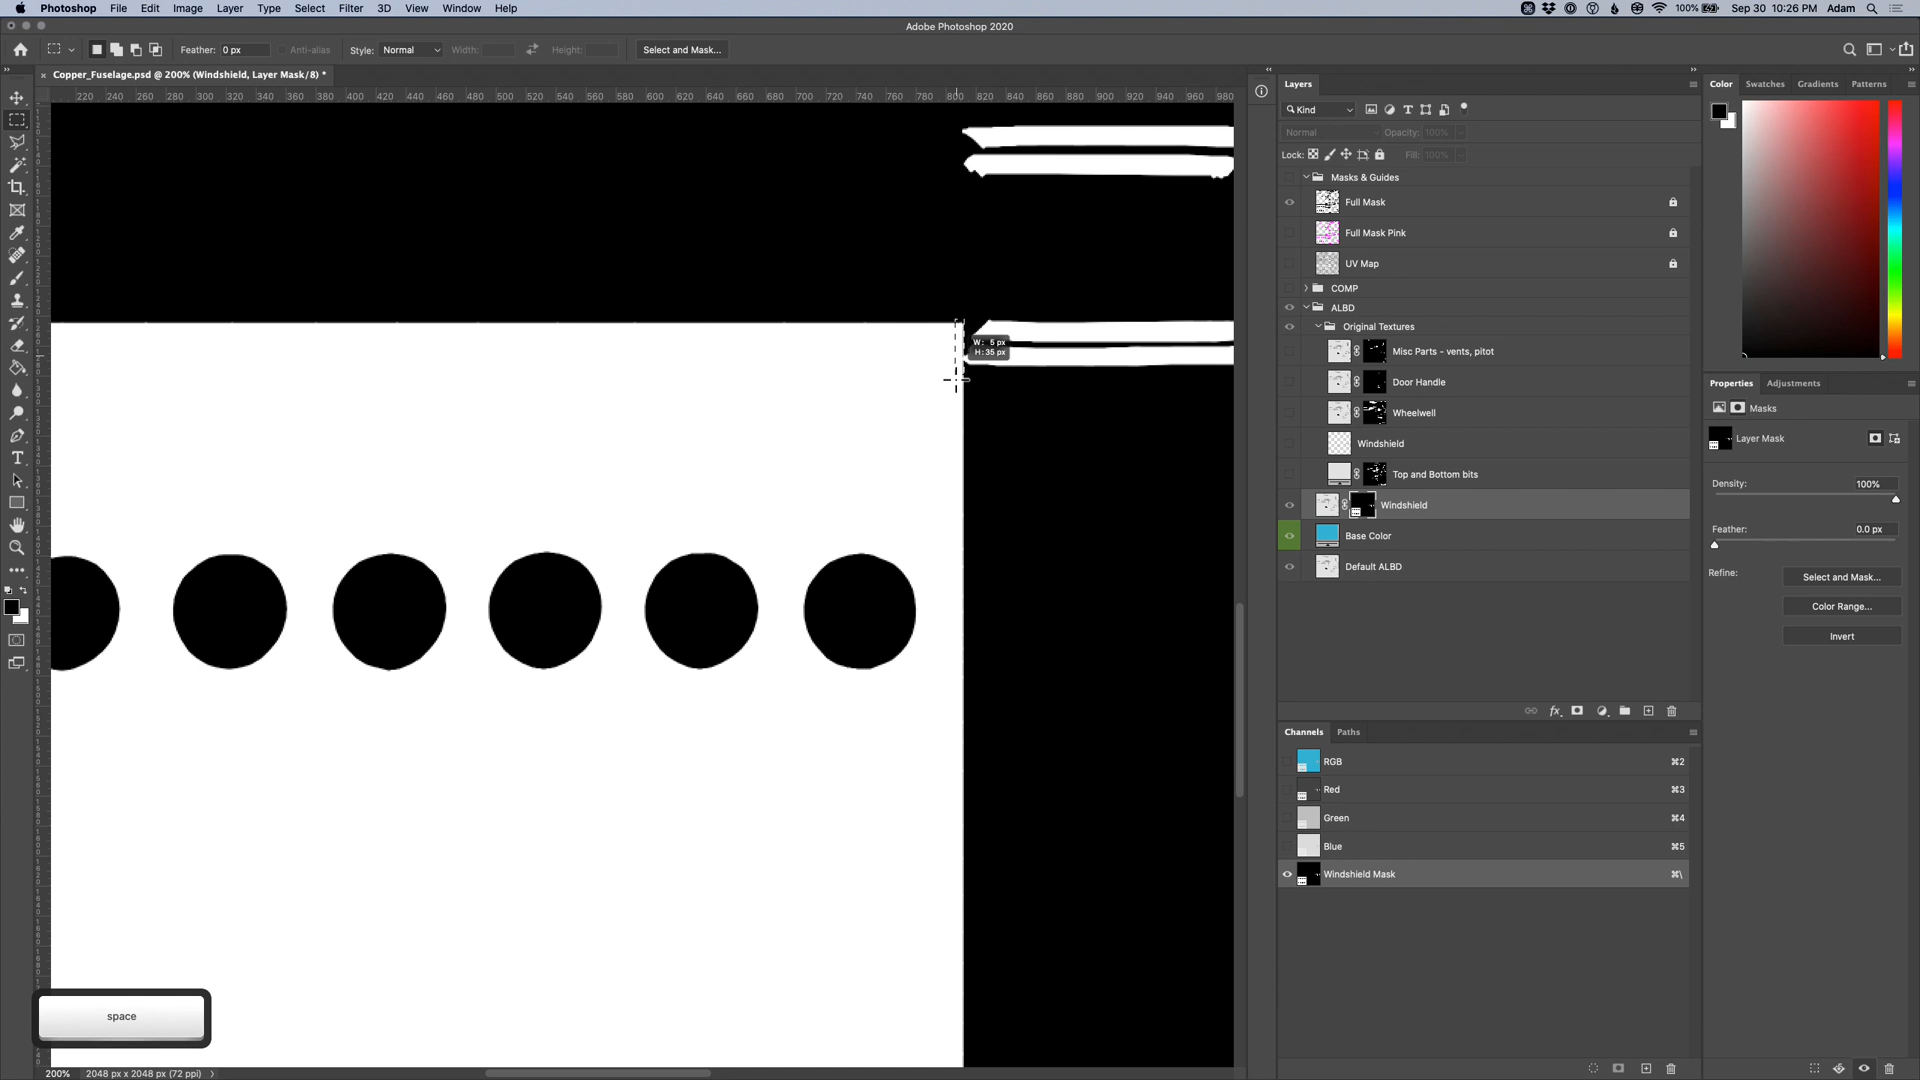 Photoshop File Edit Image Layer Type Select Filter 3D View Window Help 100% Sep 30 10:26 PM Adam
Adobe Photoshop 2020
Feather: 0 px Anti-alias Style: Normal Width: Height: Select and Mask...
Copper_Fuselage.psd @ 200% (Windshield, Layer Mask/8) *
220 240 260 280 300 320 340 360 380 400 420 440 460 480 500 520 540 560 580 600 620 640 660 680 700 720 740 760 780 800 820 840 860 880 900 920 940 960 980
W: 5 px
H: 35 px
space
200% 2048 px x 2048 px (72 ppi)
Layers
Kind
Normal Opacity: 100%
Lock: Fill: 100%
Masks & Guides
Full Mask
Full Mask Pink
UV Map
COMP
ALBD
Original Textures
Misc Parts - vents, pitot
Door Handle
Wheelwell
Windshield
Top and Bottom bits
Windshield
Base Color
Default ALBD
Channels Paths
RGB ⌘2
Red ⌘3
Green ⌘4
Blue ⌘5
Windshield Mask ⌘\
Color Swatches Gradients Patterns
Properties Adjustments
Masks
Layer Mask
Density: 100%
Feather: 0.0 px
Refine: Select and Mask...
Color Range...
Invert